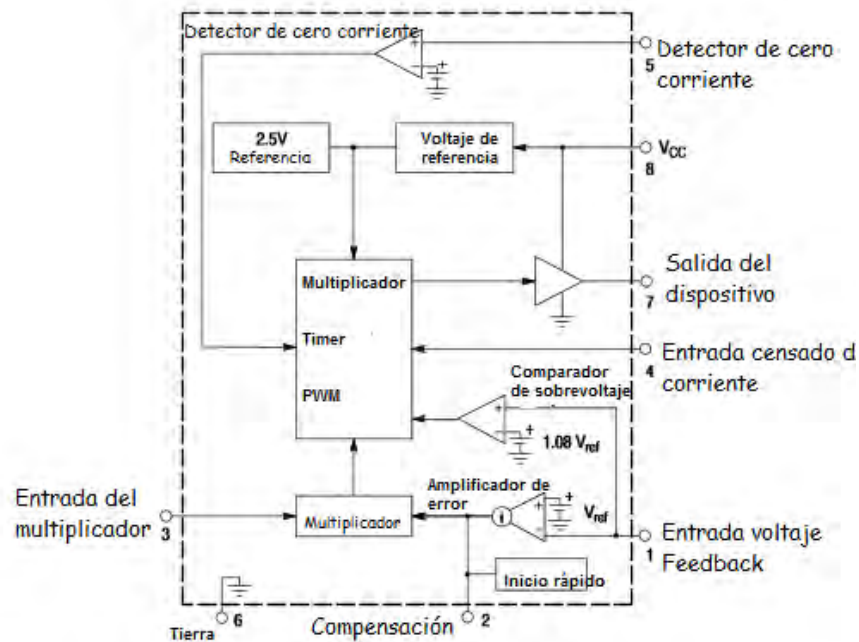 Detector de cero corriente
Detector de cero
corriente
5
2.5V
Referencia
Voltaje de
referencia
VCC
8
Multiplicador
Timer
PWM
Salida del
dispositivo
7
Entrada censado d
corriente
4
Comparador
de sobrevoltaje
1.08 Vref
Amplificador de
error
Vref
Entrada del
multiplicador 3
Multiplicador
Entrada voltaje
Feedback
1
Inicio rápido
6
Tierra
Compensación 2